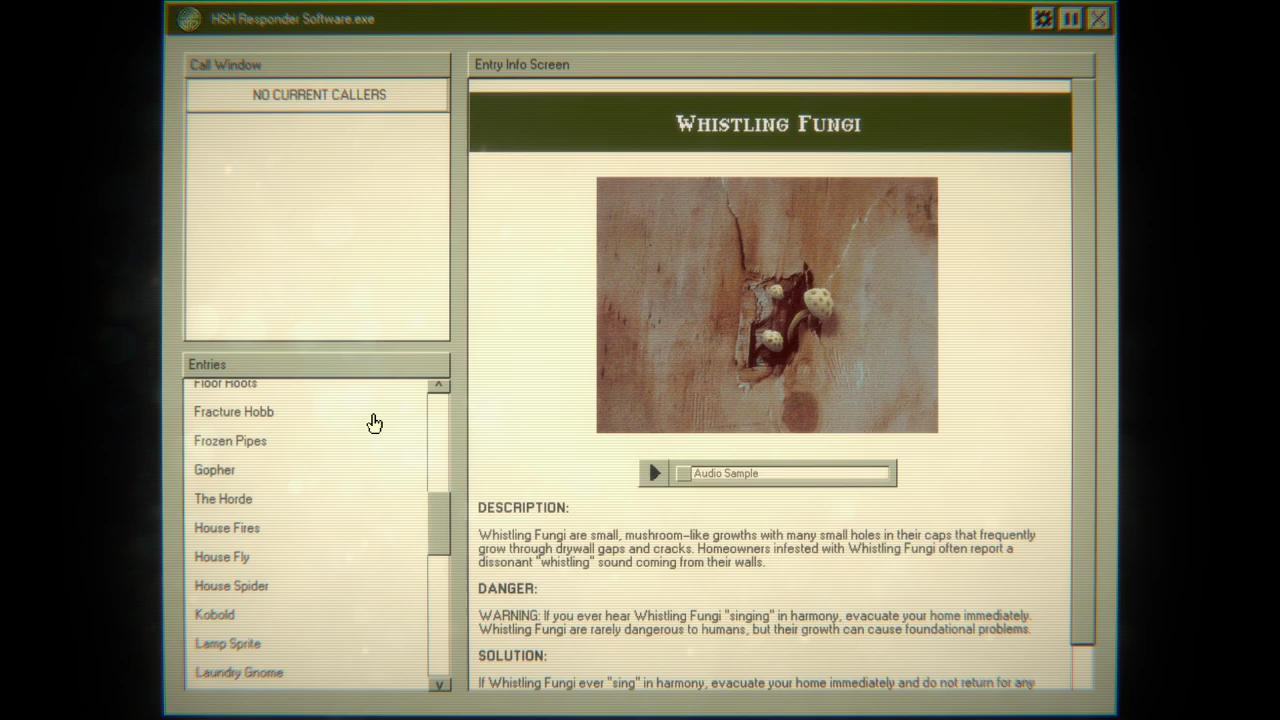 HSH Responder Software.exe
Call Window
NO CURRENT CALLERS
Entries
Floor Roots
Fracture Hobb
Frozen Pipes
Gopher
The Horde
House Fires
House Fly
House Spider
Kobold
Lamp Sprite
Laundry Gnome
Entry Info Screen
Whistling Fungi
Audio Sample
DESCRIPTION:
Whistling Fungi are small, mushroom-like growths with many small holes in their caps that frequently
grow through drywall gaps and cracks. Homeowners infested with Whistling Fungi often report a
dissonant "whistling" sound coming from their walls.
DANGER:
WARNING: If you ever hear Whistling Fungi "singing" in harmony, evacuate your home immediately.
Whistling Fungi are rarely dangerous to humans, but their growth can cause foundational problems.
SOLUTION:
If Whistling Fungi ever "sing" in harmony, evacuate your home immediately and do not return for any